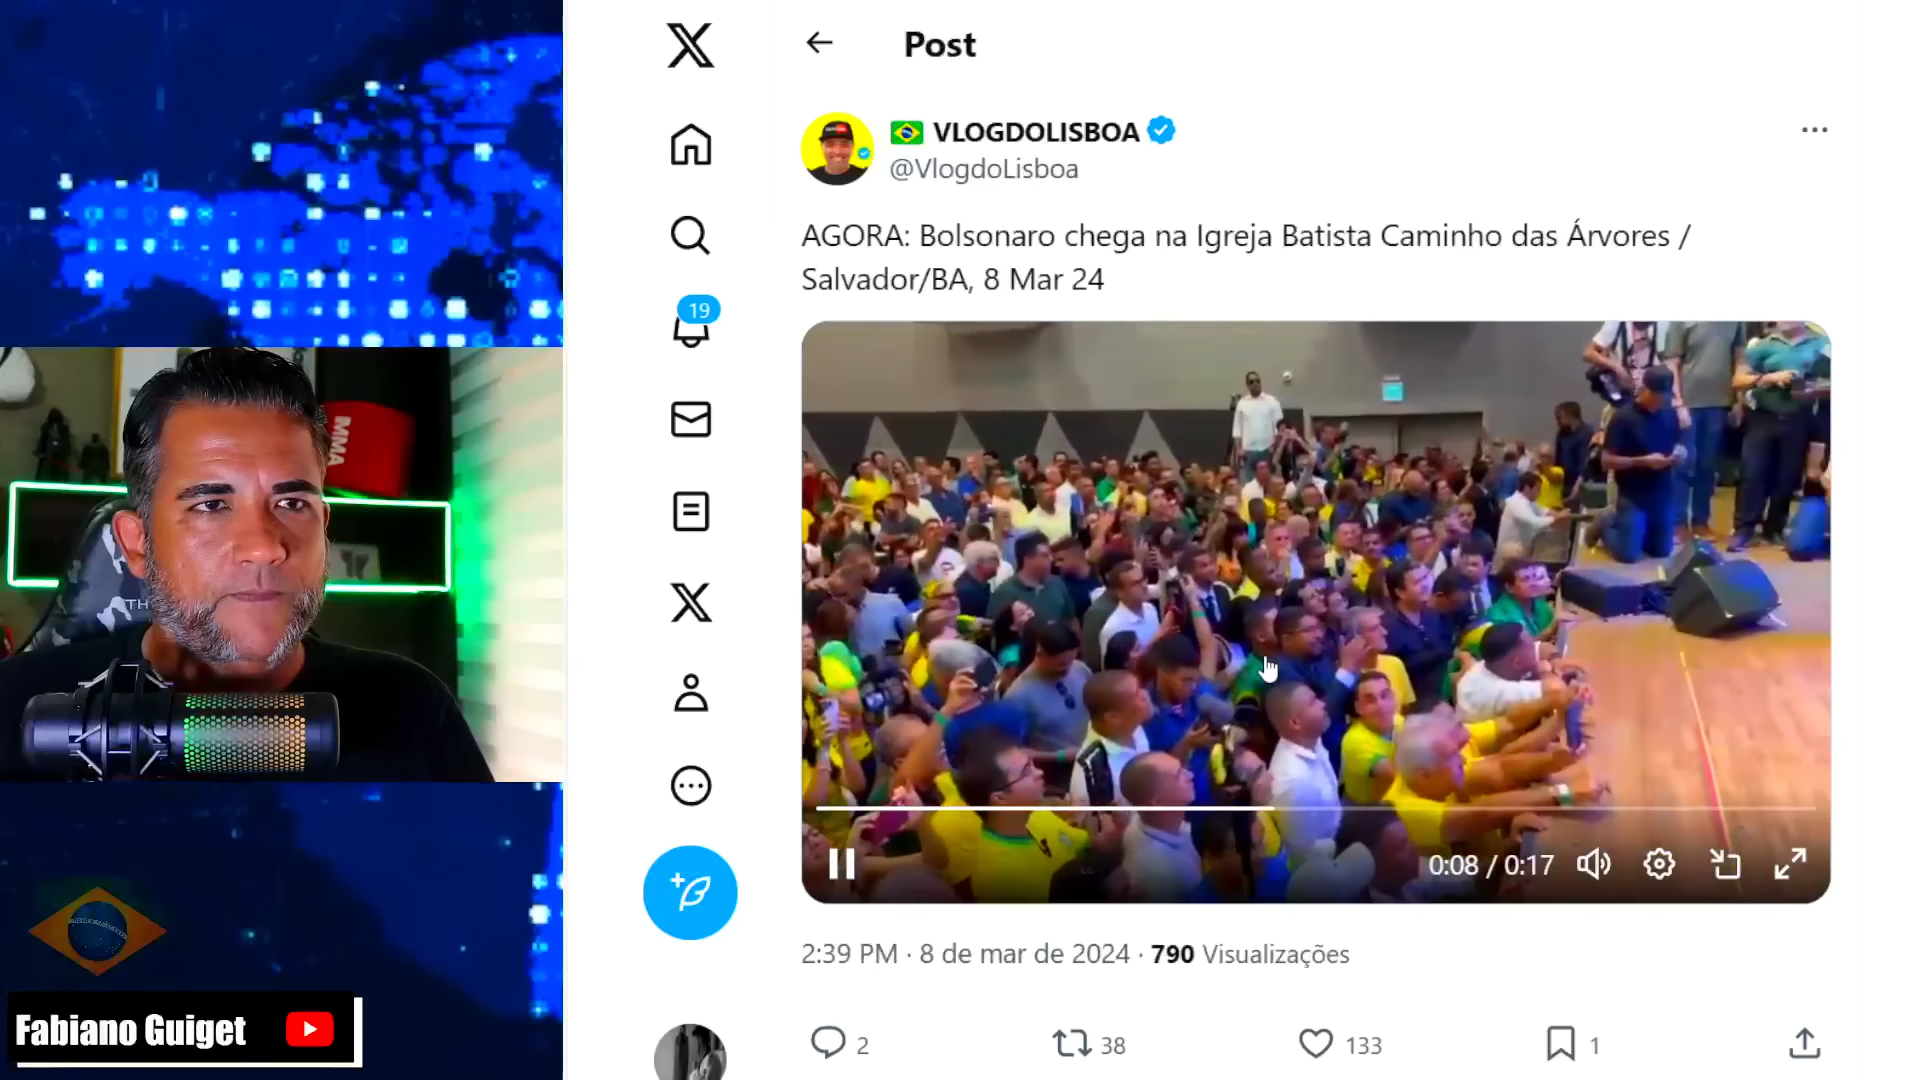 Post
VLOGDOLISBOA
@VlogdoLisboa
AGORA: Bolsonaro chega na Igreja Batista Caminho das Árvores /
Salvador/BA, 8 Mar 24
19
MMA
TH
0:08 / 0:17
2:39 PM · 8 de mar de 2024 · 790 Visualizações
2
38
133
1
Fabiano Guiget